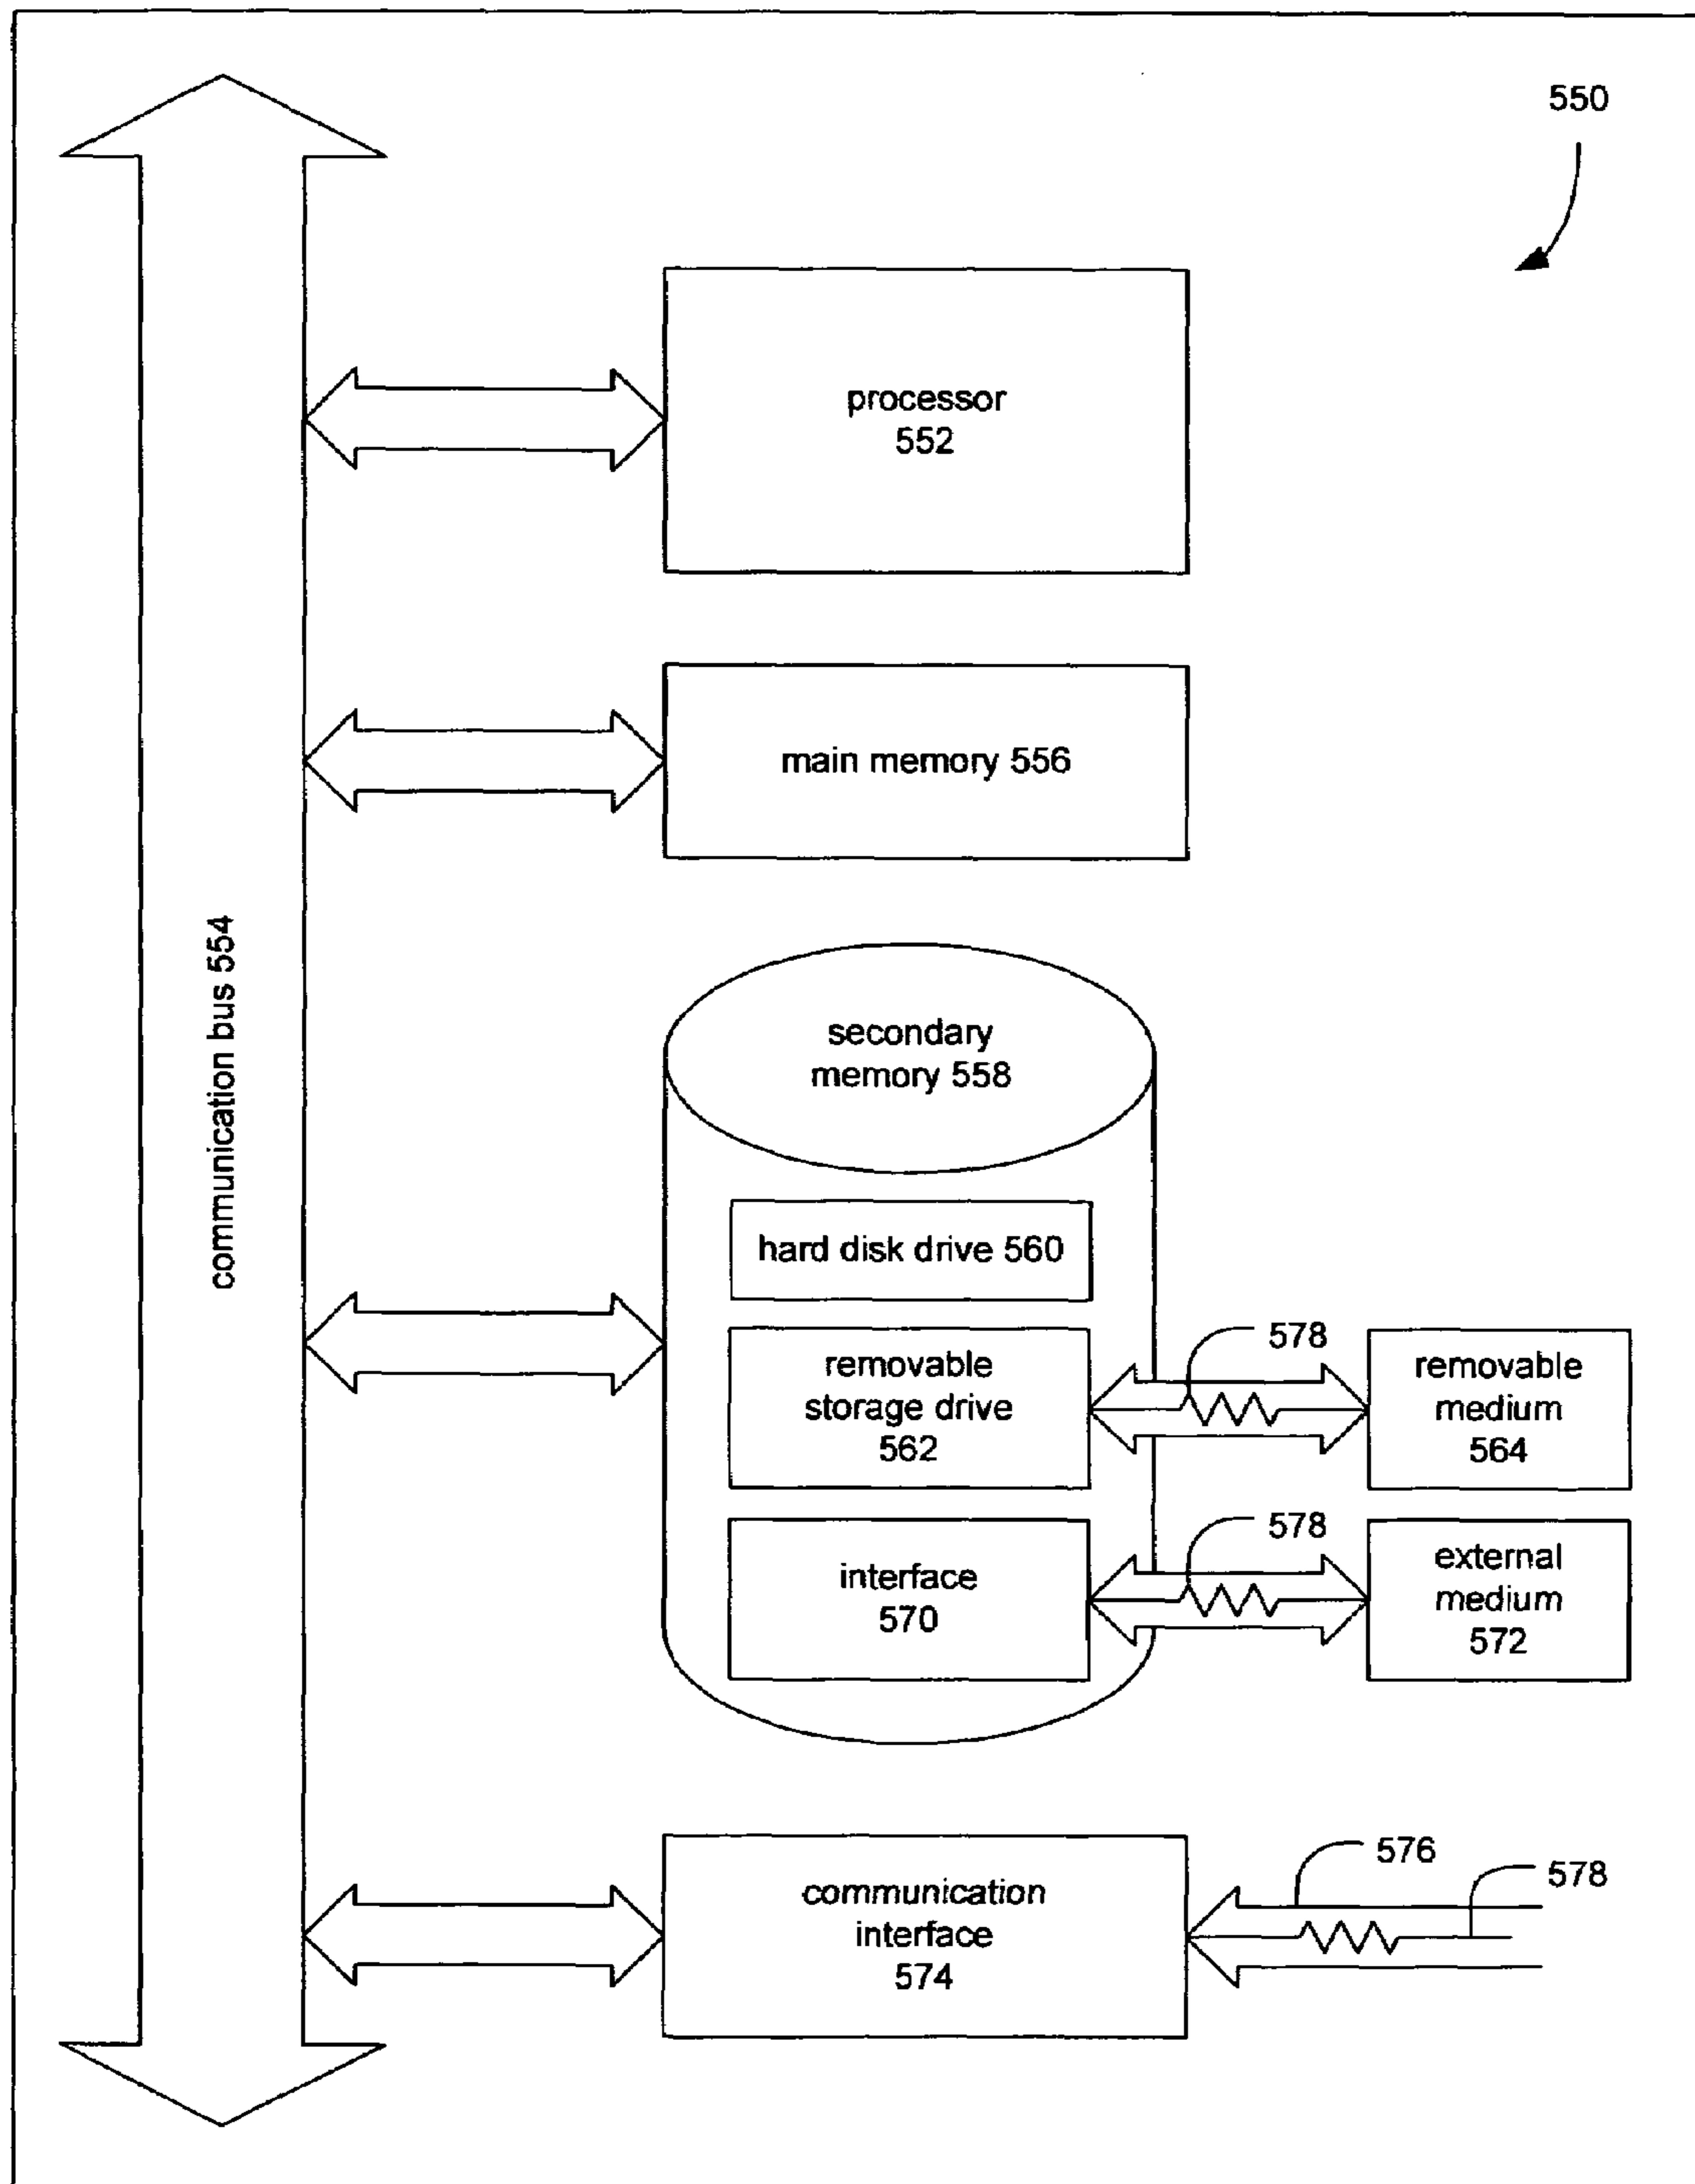 550
processor
552
main memory 556
communication bus 554
secondary
memory 558
hard disk drive 560
removable
storage drive
562
578
removable
medium
564
interface
570
578
external
medium
572
communication
interface
574
576
578